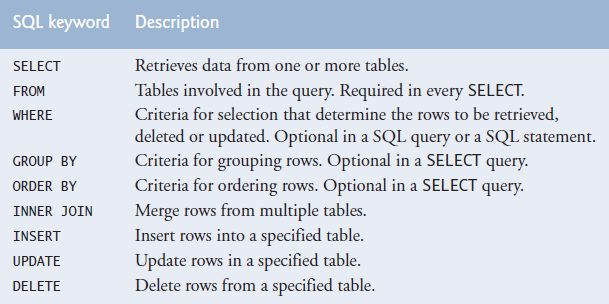 SQL keyword Description
SELECT Retrieves data from one or more tables.
FROM Tables involved in the query. Required in every SELECT.
WHERE Criteria for selection that determine the rows to be retrieved,
deleted or updated. Optional in a SQL query or a SQL statement.
GROUP BY Criteria for grouping rows. Optional in a SELECT query.
ORDER BY Criteria for ordering rows. Optional in a SELECT query.
INNER JOIN Merge rows from multiple tables.
INSERT Insert rows into a specified table.
UPDATE Update rows in a specified table.
DELETE Delete rows from a specified table.